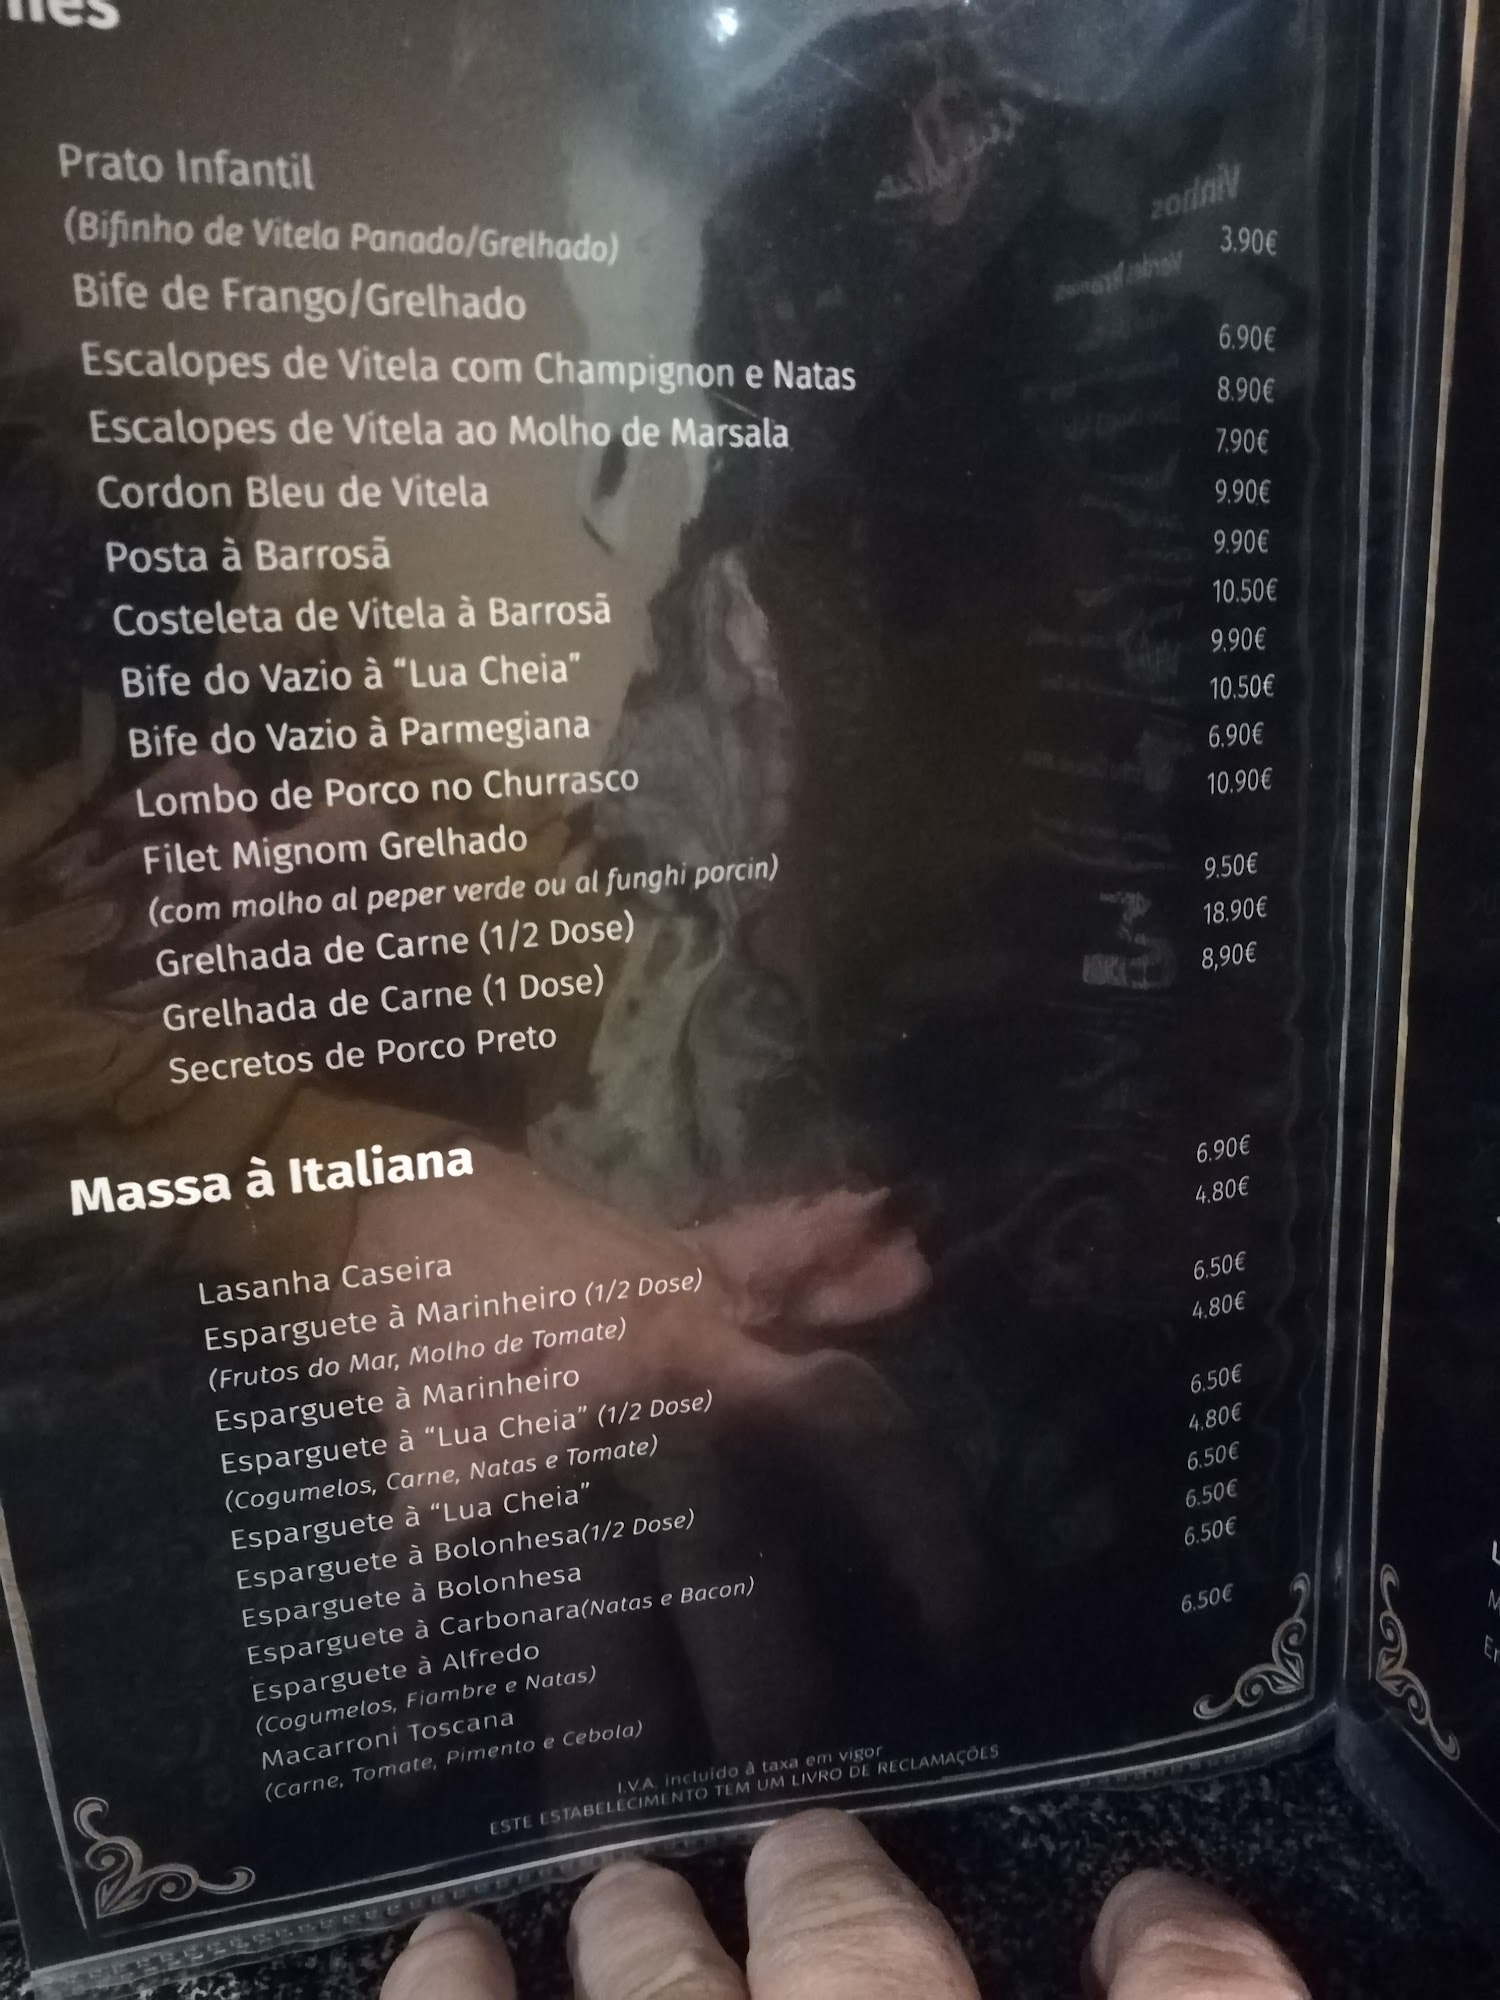 Prato Infantil 3.90€
(Bifinho de Vitela Panado/Grelhado)
Bife de Frango/Grelhado 6.90€
Escalopes de Vitela com Champignon e Natas 8.90€
Escalopes de Vitela ao Molho de Marsala 7.90€
Cordon Bleu de Vitela 9.90€
Posta à Barrosã 9.90€
Costeleta de Vitela à Barrosã 10.50€
Bife do Vazio à “Lua Cheia” 9.90€
Bife do Vazio à Parmegiana 10.50€
Lombo de Porco no Churrasco 6.90€
Filet Mignom Grelhado 10.90€
(com molho al peper verde ou al funghi porcin)
Grelhada de Carne (1/2 Dose) 9.50€
Grelhada de Carne (1 Dose) 18.90€
Secretos de Porco Preto 8,90€
Massa à Italiana
Lasanha Caseira 6.90€
Esparguete à Marinheiro (1/2 Dose) 4.80€
(Frutos do Mar, Molho de Tomate)
Esparguete à Marinheiro 6.50€
Esparguete à “Lua Cheia” (1/2 Dose) 4.80€
(Cogumelos, Carne, Natas e Tomate)
Esparguete à “Lua Cheia” 6.50€
Esparguete à Bolonhesa(1/2 Dose) 4.80€
Esparguete à Bolonhesa 6.50€
Esparguete à Carbonara(Natas e Bacon) 6.50€
Esparguete à Alfredo 6.50€
(Cogumelos, Fiambre e Natas)
Macarroni Toscana 6.50€
(Carne, Tomate, Pimento e Cebola)
I.V.A. incluído à taxa em vigor
ESTE ESTABELECIMENTO TEM UM LIVRO DE RECLAMAÇÕES